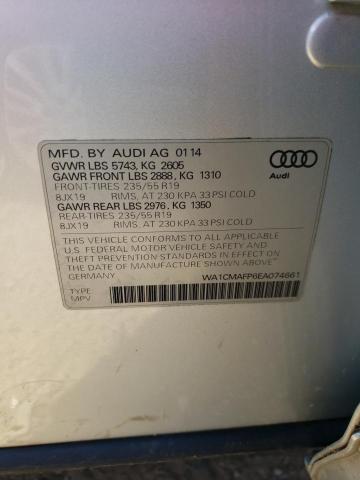 MFD. BY AUDI AG 01 14
GVWR LBS 5743, KG 2605
GAWR FRONT LBS 2888, KG 1310
FRONT-TIRES 235/55 R19
8JX19 RIMS, AT 230 KPA 33 PSI COLD
GAWR REAR LBS 2976, KG 1350
REAR-TIRES 235/55 R19
8JX19 RIMS, AT 230 KPA 33 PSI COLD
THIS VEHICLE CONFORMS TO ALL APPLICABLE
U.S. FEDERAL MOTOR VEHICLE SAFETY AND
THEFT PREVENTION STANDARDS IN EFFECT ON
THE DATE OF MANUFACTURE SHOWN ABOVE
GERMANY
TYPE:
MPV
Audi
WA1CMAFP6EA074661